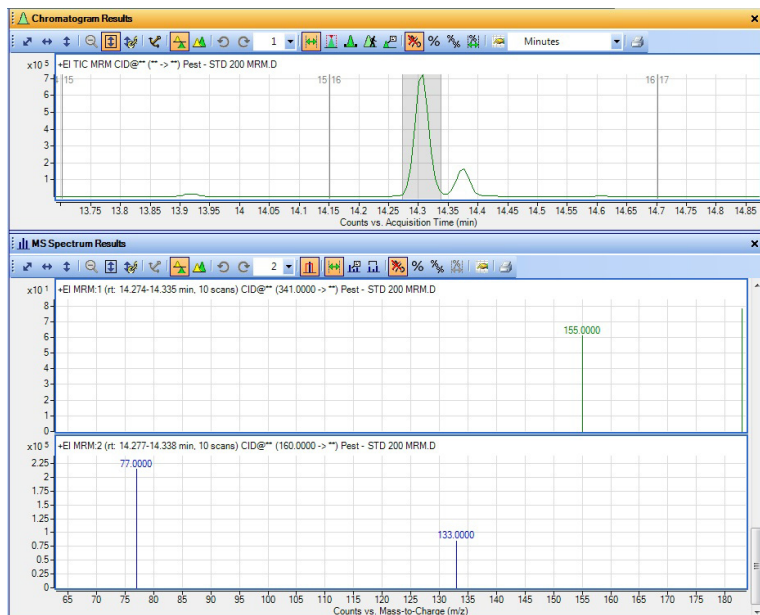 Chromatogram Results
1 Minutes
x10 5 +EI TIC MRM CID@** (** -> **) Pest - STD 200 MRM.D
15 15 16 16 17
7
6
5
4
3
2
1
13.75 13.8 13.85 13.9 13.95 14 14.05 14.1 14.15 14.2 14.25 14.3 14.35 14.4 14.45 14.5 14.55 14.6 14.65 14.7 14.75 14.8 14.85
Counts vs. Acquisition Time (min)
MS Spectrum Results
2
x10 1 +EI MRM:1 (rt: 14.274-14.335 min, 10 scans) CID@** (341.0000 -> **) Pest - STD 200 MRM.D
8
7
6
5
4
3
2
1
0
155.0000
x10 5 +EI MRM:2 (rt: 14.277-14.338 min, 10 scans) CID@** (160.0000 -> **) Pest - STD 200 MRM.D
2.25
2
1.75
1.5
1.25
1
0.75
0.5
0.25
0
77.0000
133.0000
65 70 75 80 85 90 95 100 105 110 115 120 125 130 135 140 145 150 155 160 165 170 175 180
Counts vs. Mass-to-Charge (m/z)